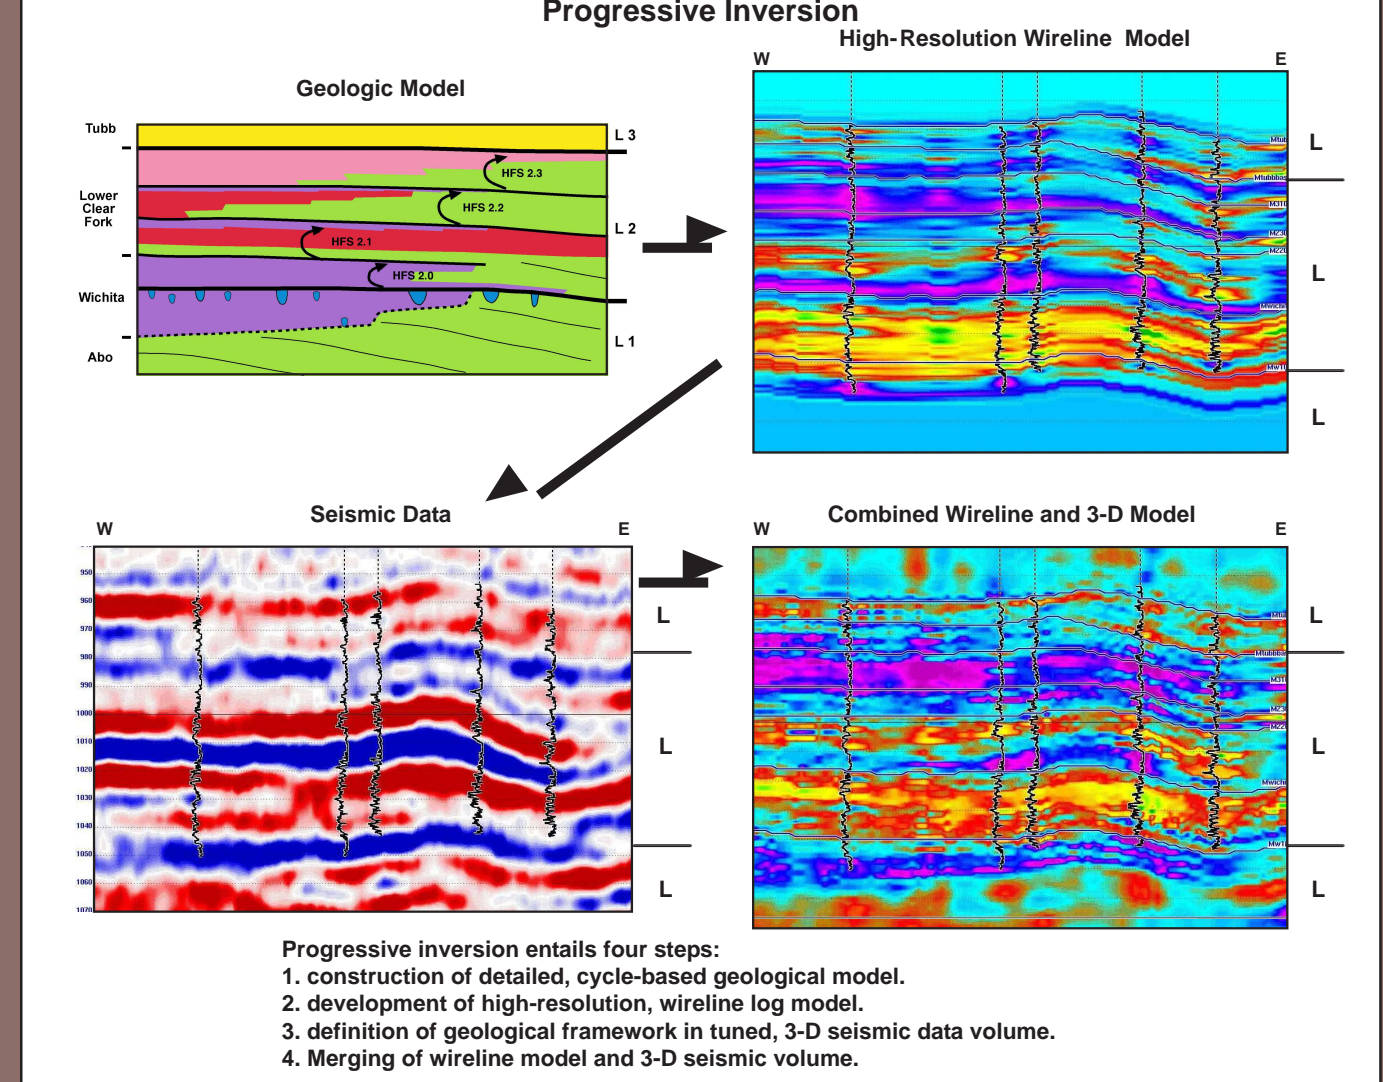 Progressive Inversion
Geologic Model
Tubb
Lower
Clear
Fork
Wichita
Abo
L 3
HFS 2.3
HFS 2.2
L 2
HFS 2.1
HFS 2.0
L 1
High-Resolution Wireline Model
W
E
Mtubbbas
L
L
L
Seismic Data
W
E
950
960
970
980
990
1000
1010
1020
1030
1040
1050
1060
1070
L
L
L
Combined Wireline and 3-D Model
W
E
L
L
L
Progressive inversion entails four steps:
1. construction of detailed, cycle-based geological model.
2. development of high-resolution, wireline log model.
3. definition of geological framework in tuned, 3-D seismic data volume.
4. Merging of wireline model and 3-D seismic volume.